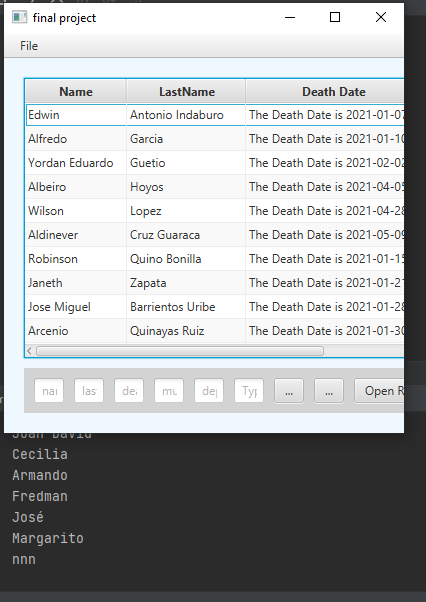 final project
File
Name LastName Death Date
Edwin Antonio Indaburo The Death Date is 2021-01-07
Alfredo Garcia The Death Date is 2021-01-10
Yordan Eduardo Guetio The Death Date is 2021-02-02
Albeiro Hoyos The Death Date is 2021-04-05
Wilson Lopez The Death Date is 2021-04-28
Aldinever Cruz Guaraca The Death Date is 2021-05-09
Robinson Quino Bonilla The Death Date is 2021-01-15
Janeth Zapata The Death Date is 2021-01-21
Jose Miguel Barrientos Uribe The Death Date is 2021-01-28
Arcenio Quinayas Ruiz The Death Date is 2021-01-30
nai las dea mu dep Typ ... ... Open R
Joan David
Cecilia
Armando
Fredman
José
Margarito
nnn